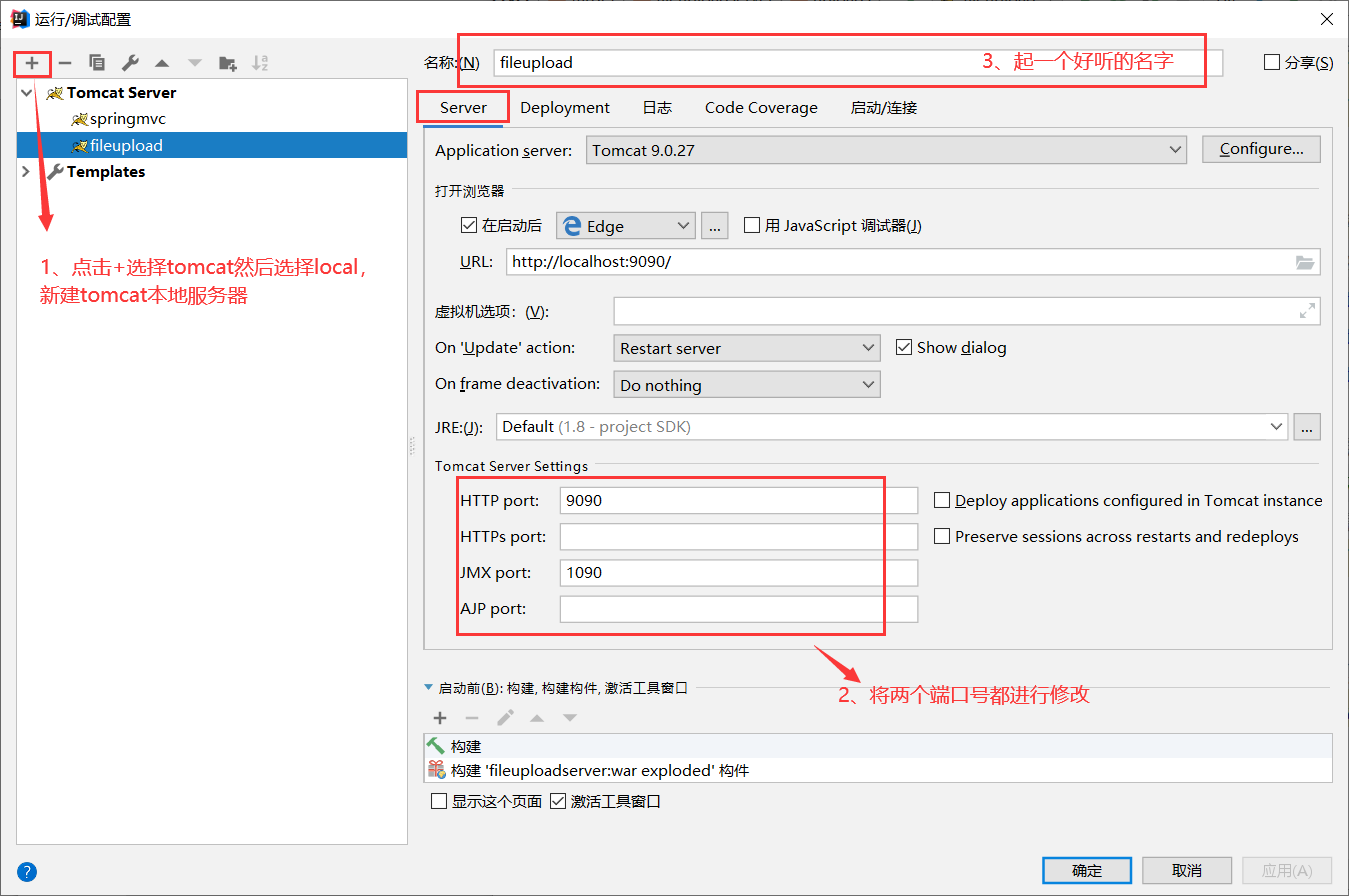 运行/调试配置
名称:(N) fileupload 3、起一个好听的名字 分享(S)
Tomcat Server
springmvc
fileupload
Templates
1、点击+选择tomcat然后选择local，
新建tomcat本地服务器
Server Deployment 日志 Code Coverage 启动/连接
Application server: Tomcat 9.0.27 Configure...
打开浏览器
在启动后 Edge ... 用 JavaScript 调试器(J)
URL: http://localhost:9090/
虚拟机选项：(V):
On 'Update' action: Restart server Show dialog
On frame deactivation: Do nothing
JRE:(J): Default (1.8 - project SDK) ...
Tomcat Server Settings
HTTP port: 9090 Deploy applications configured in Tomcat instance
HTTPs port: Preserve sessions across restarts and redeploys
JMX port: 1090
AJP port:
2、将两个端口号都进行修改
启动前(B): 构建, 构建构件, 激活工具窗口
构建
构建 'fileuploadserver:war exploded' 构件
显示这个页面 激活工具窗口
? 确定 取消 应用(A)